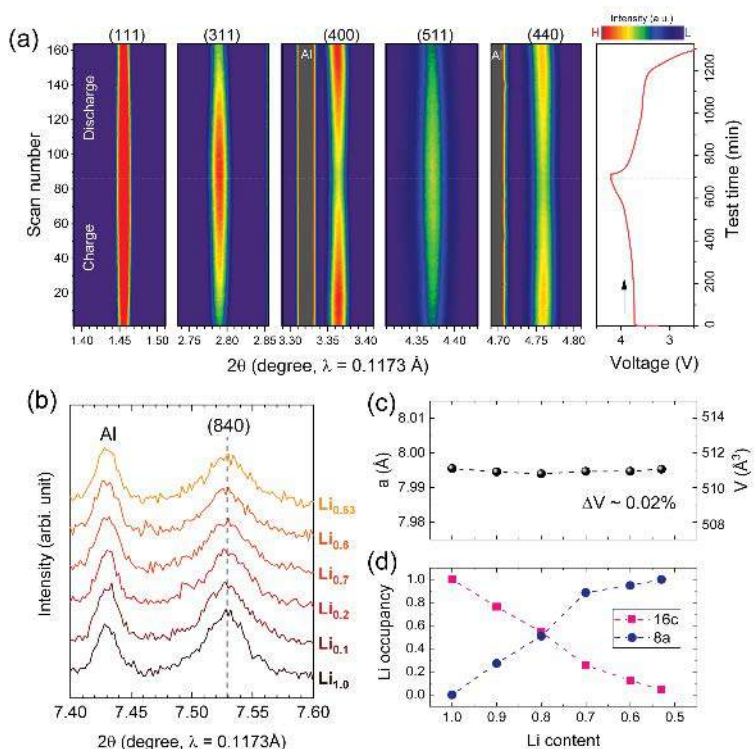 (a)
Intensity (a.u.)
H L
(111) (311) (400) (511) (440)
Al Al
Scan number
Discharge
Charge
160
140
120
100
80
60
40
20
1.40 1.45 1.50
2.75 2.80 2.85
3.35 3.40
4.35 4.40
4.70 4.75 4.80
4 3
1200
1000
800
600
400
200
0
Test time (min)
2θ (degree, λ = 0.1173 Å)
Voltage (V)
(b)
Al
(840)
Intensity (arbi. unit)
Li0.53
Li0.6
Li0.7
Li0.2
Li0.1
Li1.0
7.40 7.45 7.50 7.55 7.60
2θ (degree, λ = 0.1173Å)
(c)
8.01
8.00
7.99
7.98
a (Å)
514
512
510
508
V (Å³)
ΔV ~ 0.02%
(d)
1.0
0.8
0.6
0.4
0.2
0.0
Li occupancy
16c
8a
1.0 0.9 0.8 0.7 0.6 0.5
Li content